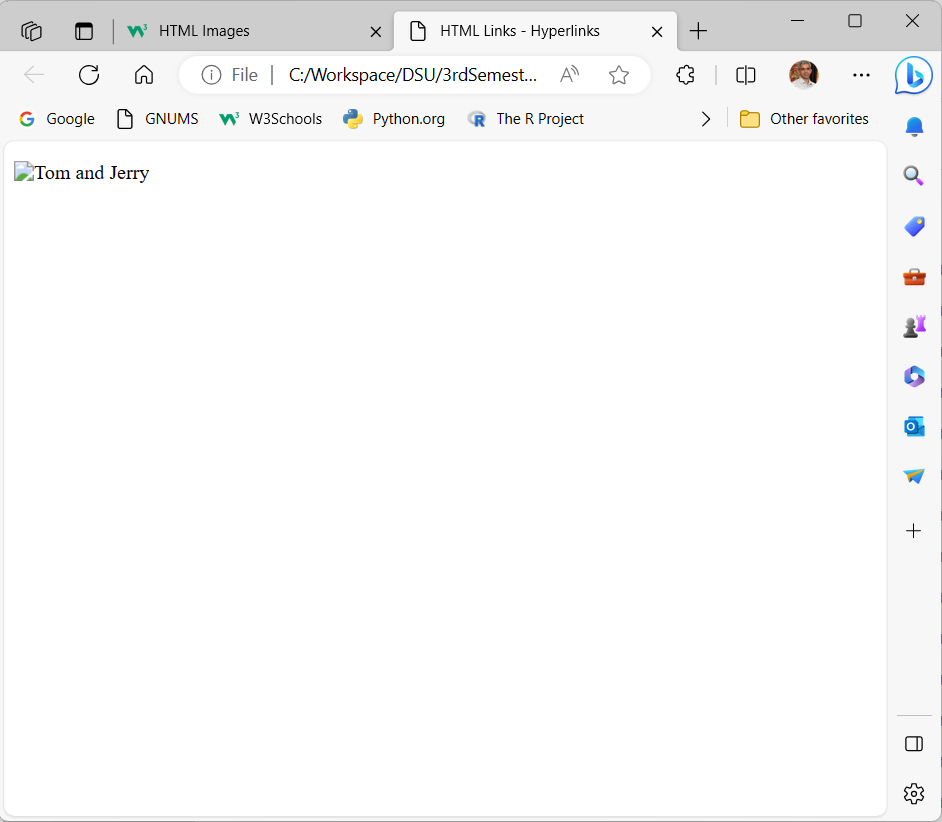 HTML Images
HTML Links - Hyperlinks
File
C:/Workspace/DSU/3rdSemest...
Google
GNUMS
W3Schools
Python.org
The R Project
Other favorites
Tom and Jerry